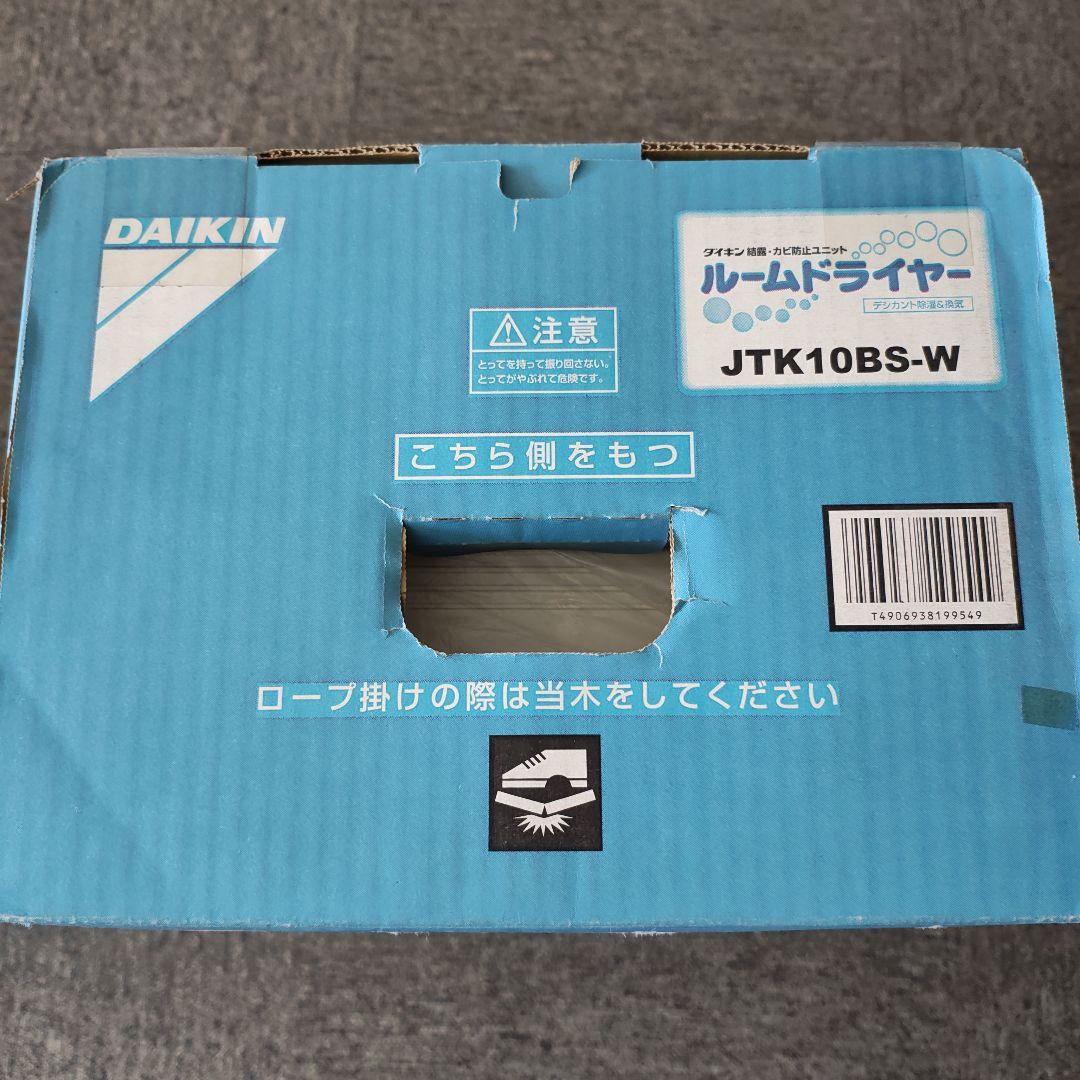 DAIKIN
ダイキン 結露・カビ防止ユニット
ルームドライヤー
デシカント除湿&換気
JTK10BS-W
注意
とってを持って振り回さない。
とってがやぶれて危険です。
こちら側をもつ
T4906938199549
ロープ掛けの際は当木をしてください